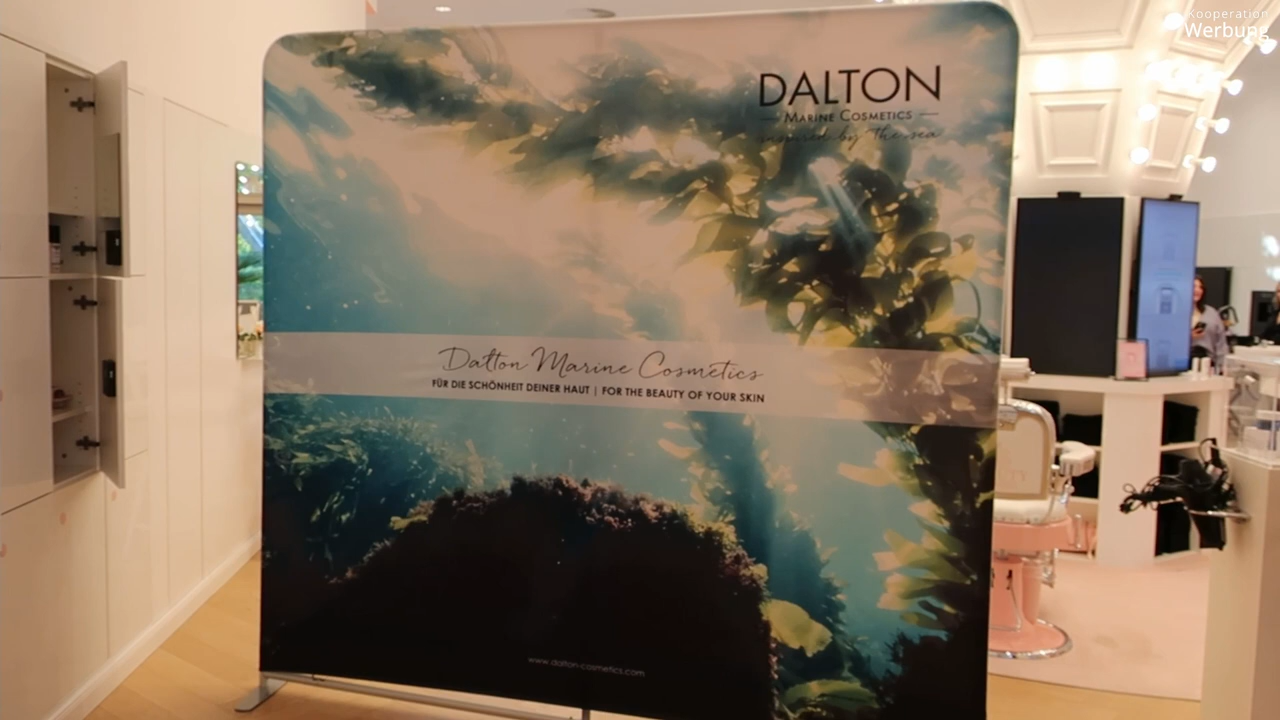 Kooperation
Werbung
DALTON
MARINE COSMETICS
inspired by the sea
Dalton Marine Cosmetics
FÜR DIE SCHÖNHEIT DEINER HAUT | FOR THE BEAUTY OF YOUR SKIN
www.dalton-cosmetics.com